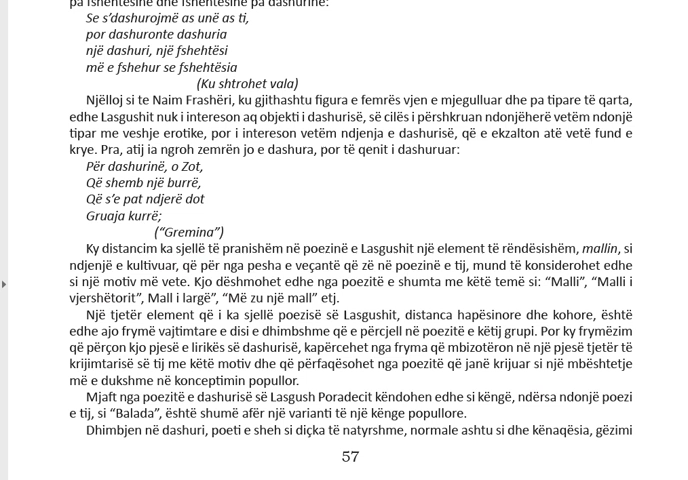 pa fshehtësinë dhe fshehtësinë pa dashurinë:
Se s'dashurojmë as unë as ti,
por dashuronte dashuria
një dashuri, një fshehtësi
më e fshehur se fshehtësia
(Ku shtrohet vala)
Njëlloj si te Naim Frashëri, ku gjithashtu figura e femrës vjen e mjegulluar dhe pa tipare të qarta,
edhe Lasgushit nuk i intereson aq objekti i dashurisë, së cilës i përshkruan ndonjëherë vetëm ndonjë
tipar me veshje erotike, por i intereson vetëm ndjenja e dashurisë, që e ekzalton atë vetë fund e
krye. Pra, atij ia ngroh zemrën jo e dashura, por të qenit i dashuruar:
Për dashurinë, o Zot,
Që shemb një burrë,
Që s'e pat ndjerë dot
Gruaja kurrë;
("Gremina")
Ky distancim ka sjellë të pranishëm në poezinë e Lasgushit një element të rëndësishëm, mallin, si
ndjenjë e kultivuar, që për nga pesha e veçantë që zë në poezinë e tij, mund të konsiderohet edhe
si një motiv më vete. Kjo dëshmohet edhe nga poezitë e shumta me këtë temë si: "Malli", "Malli i
vjershëtorit", Mall i largë", "Më zu një mall" etj.
Një tjetër element që i ka sjellë poezisë së Lasgushit, distanca hapësinore dhe kohore, është
edhe ajo frymë vajtimtare e disi e dhimbshme që e përcjell në poezitë e këtij grupi. Por ky frymëzim
që përçon kjo pjesë e lirikës së dashurisë, kapërcehet nga fryma që mbizotëron në një pjesë tjetër të
krijimtarisë së tij me këtë motiv dhe që përfaqësohet nga poezitë që janë krijuar si një mbështetje
më e dukshme në konceptimin popullor.
Mjaft nga poezitë e dashurisë së Lasgush Poradecit këndohen edhe si këngë, ndërsa ndonjë poezi
e tij, si "Balada", është shumë afër një varianti të një kënge popullore.
Dhimbjen në dashuri, poeti e sheh si diçka të natyrshme, normale ashtu si dhe kënaqësia, gëzimi
57